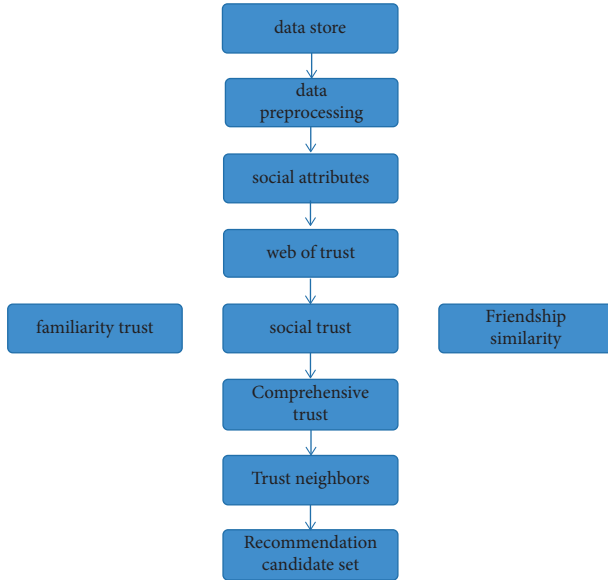 data store
data
preprocessing
social attributes
web of trust
familiarity trust
social trust
Friendship
similarity
Comprehensive
trust
Trust neighbors
Recommendation
candidate set